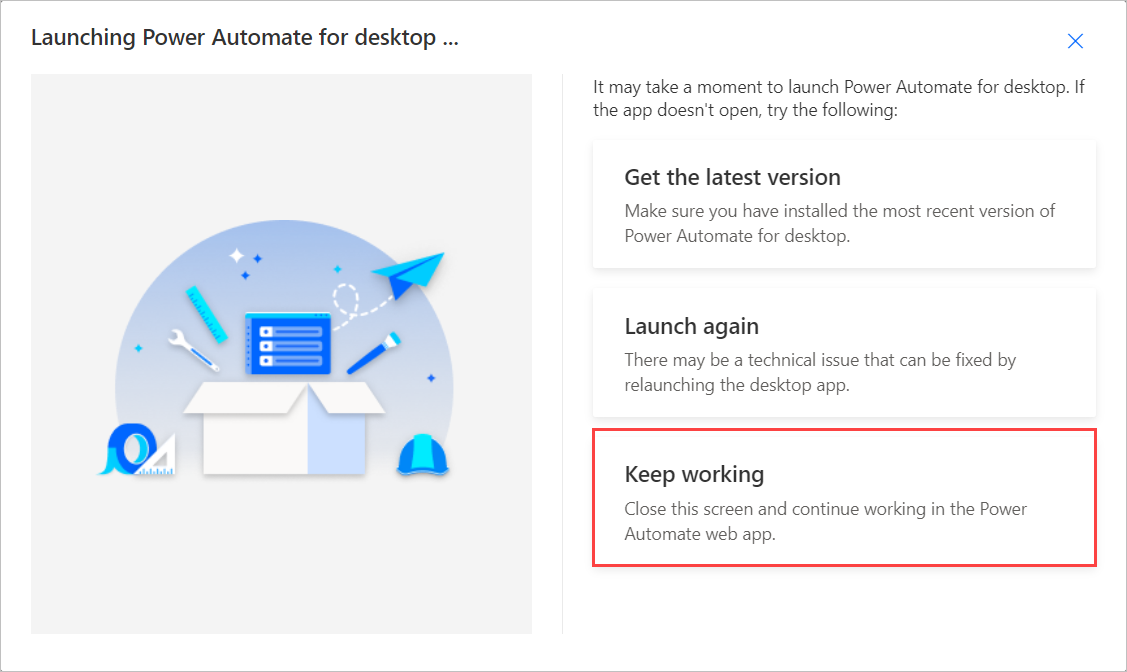 Launching Power Automate for desktop ...
It may take a moment to launch Power Automate for desktop. If
the app doesn't open, try the following:
Get the latest version
Make sure you have installed the most recent version of
Power Automate for desktop.
Launch again
There may be a technical issue that can be fixed by
relaunching the desktop app.
Keep working
Close this screen and continue working in the Power
Automate web app.